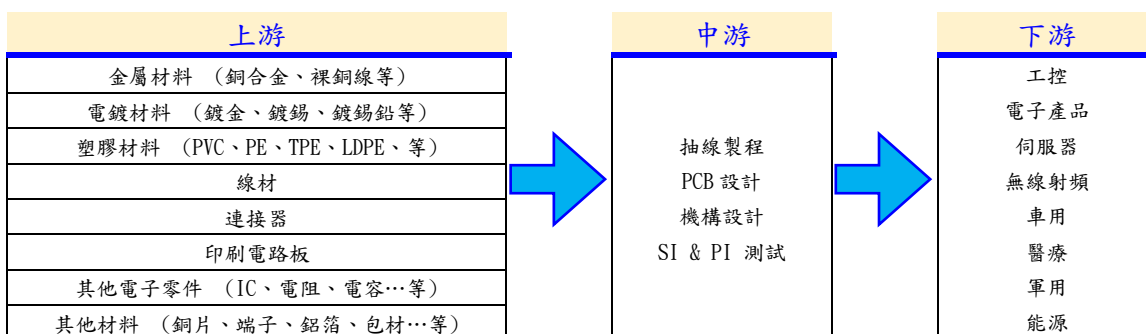 上游
金屬材料 (銅合金、裸銅線等)
電鍍材料 (鍍金、鍍錫、鍍錫鉛等)
塑膠材料 (PVC、PE、TPE、LDPE、等)
線材
連接器
印刷電路板
其他電子零件 (IC、電阻、電容…等)
其他材料 (銅片、端子、鋁箔、包材…等)
中游
抽線製程
PCB 設計
機構設計
SI & PI 測試
下游
工控
電子產品
伺服器
無線射頻
車用
醫療
軍用
能源